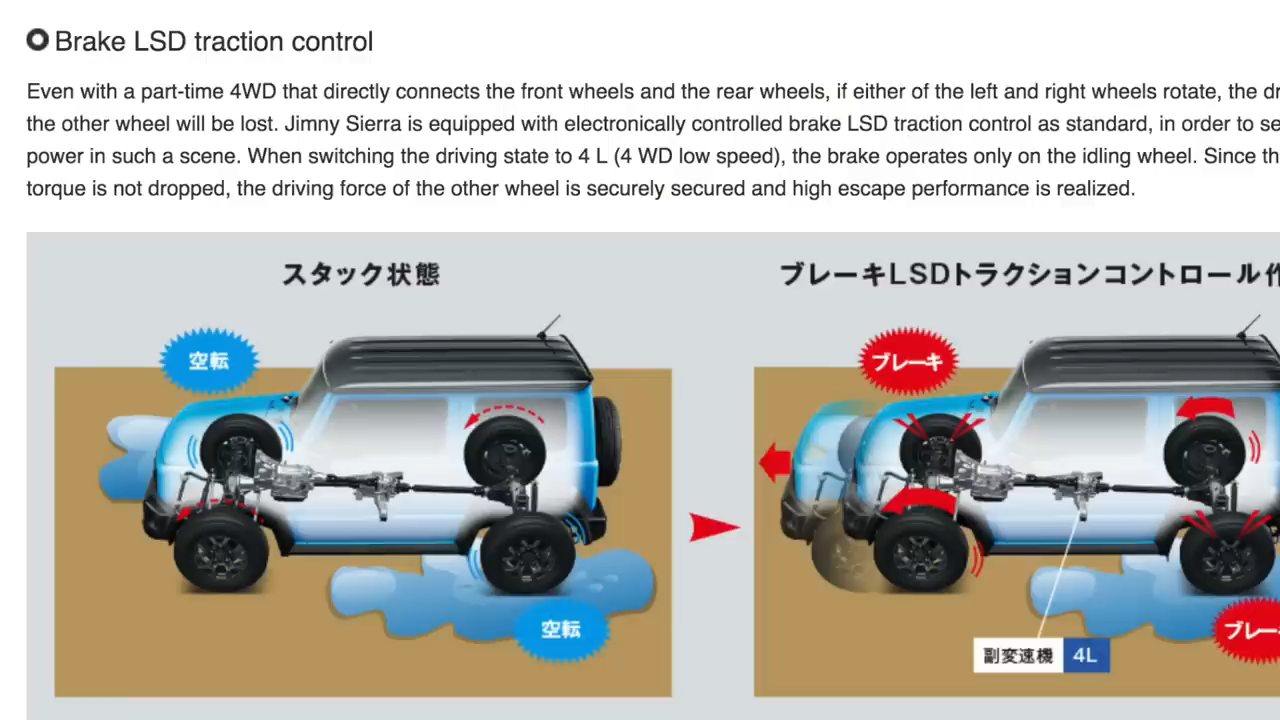 Brake LSD traction control
Even with a part-time 4WD that directly connects the front wheels and the rear wheels, if either of the left and right wheels rotate, the
the other wheel will be lost. Jimny Sierra is equipped with electronically controlled brake LSD traction control as standard, in order to
power in such a scene. When switching the driving state to 4 L (4 WD low speed), the brake operates only on the idling wheel. Since
torque is not dropped, the driving force of the other wheel is securely secured and high escape performance is realized.
スタック状態
ブレーキLSDトラクションコントロール
空転
ブレーキ
空転
ブレー
副変速機 4L